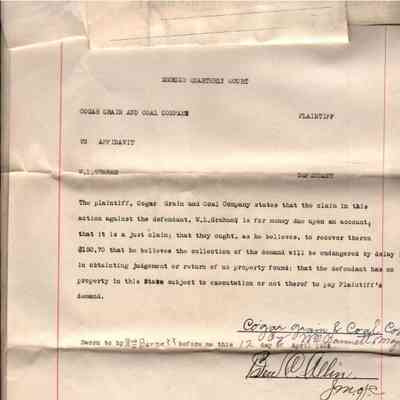 QUARTERLY COURT
COGAR GRAIN AND COAL COMPANY PLAINTIFF
VS AFFIDAVIT
W.L.GRAHAM DEFENDANT
The plaintiff, Cogar Grain and Coal Company states that the claim in this
action against the defendant, W.L.Graham; is for money due upon an account;
that it is a just claim; that they ought, as he believes, to recover theron
$150.70 that he believes the collection of the demand will be endangered by delay
in obtaining judgement or return of no property found; that the defendant has no
property in this State subject to execution or not therof to pay Plaintiff's
demand.
Cogar Grain & Coal Co
Sworn to by before me this 12 day of April